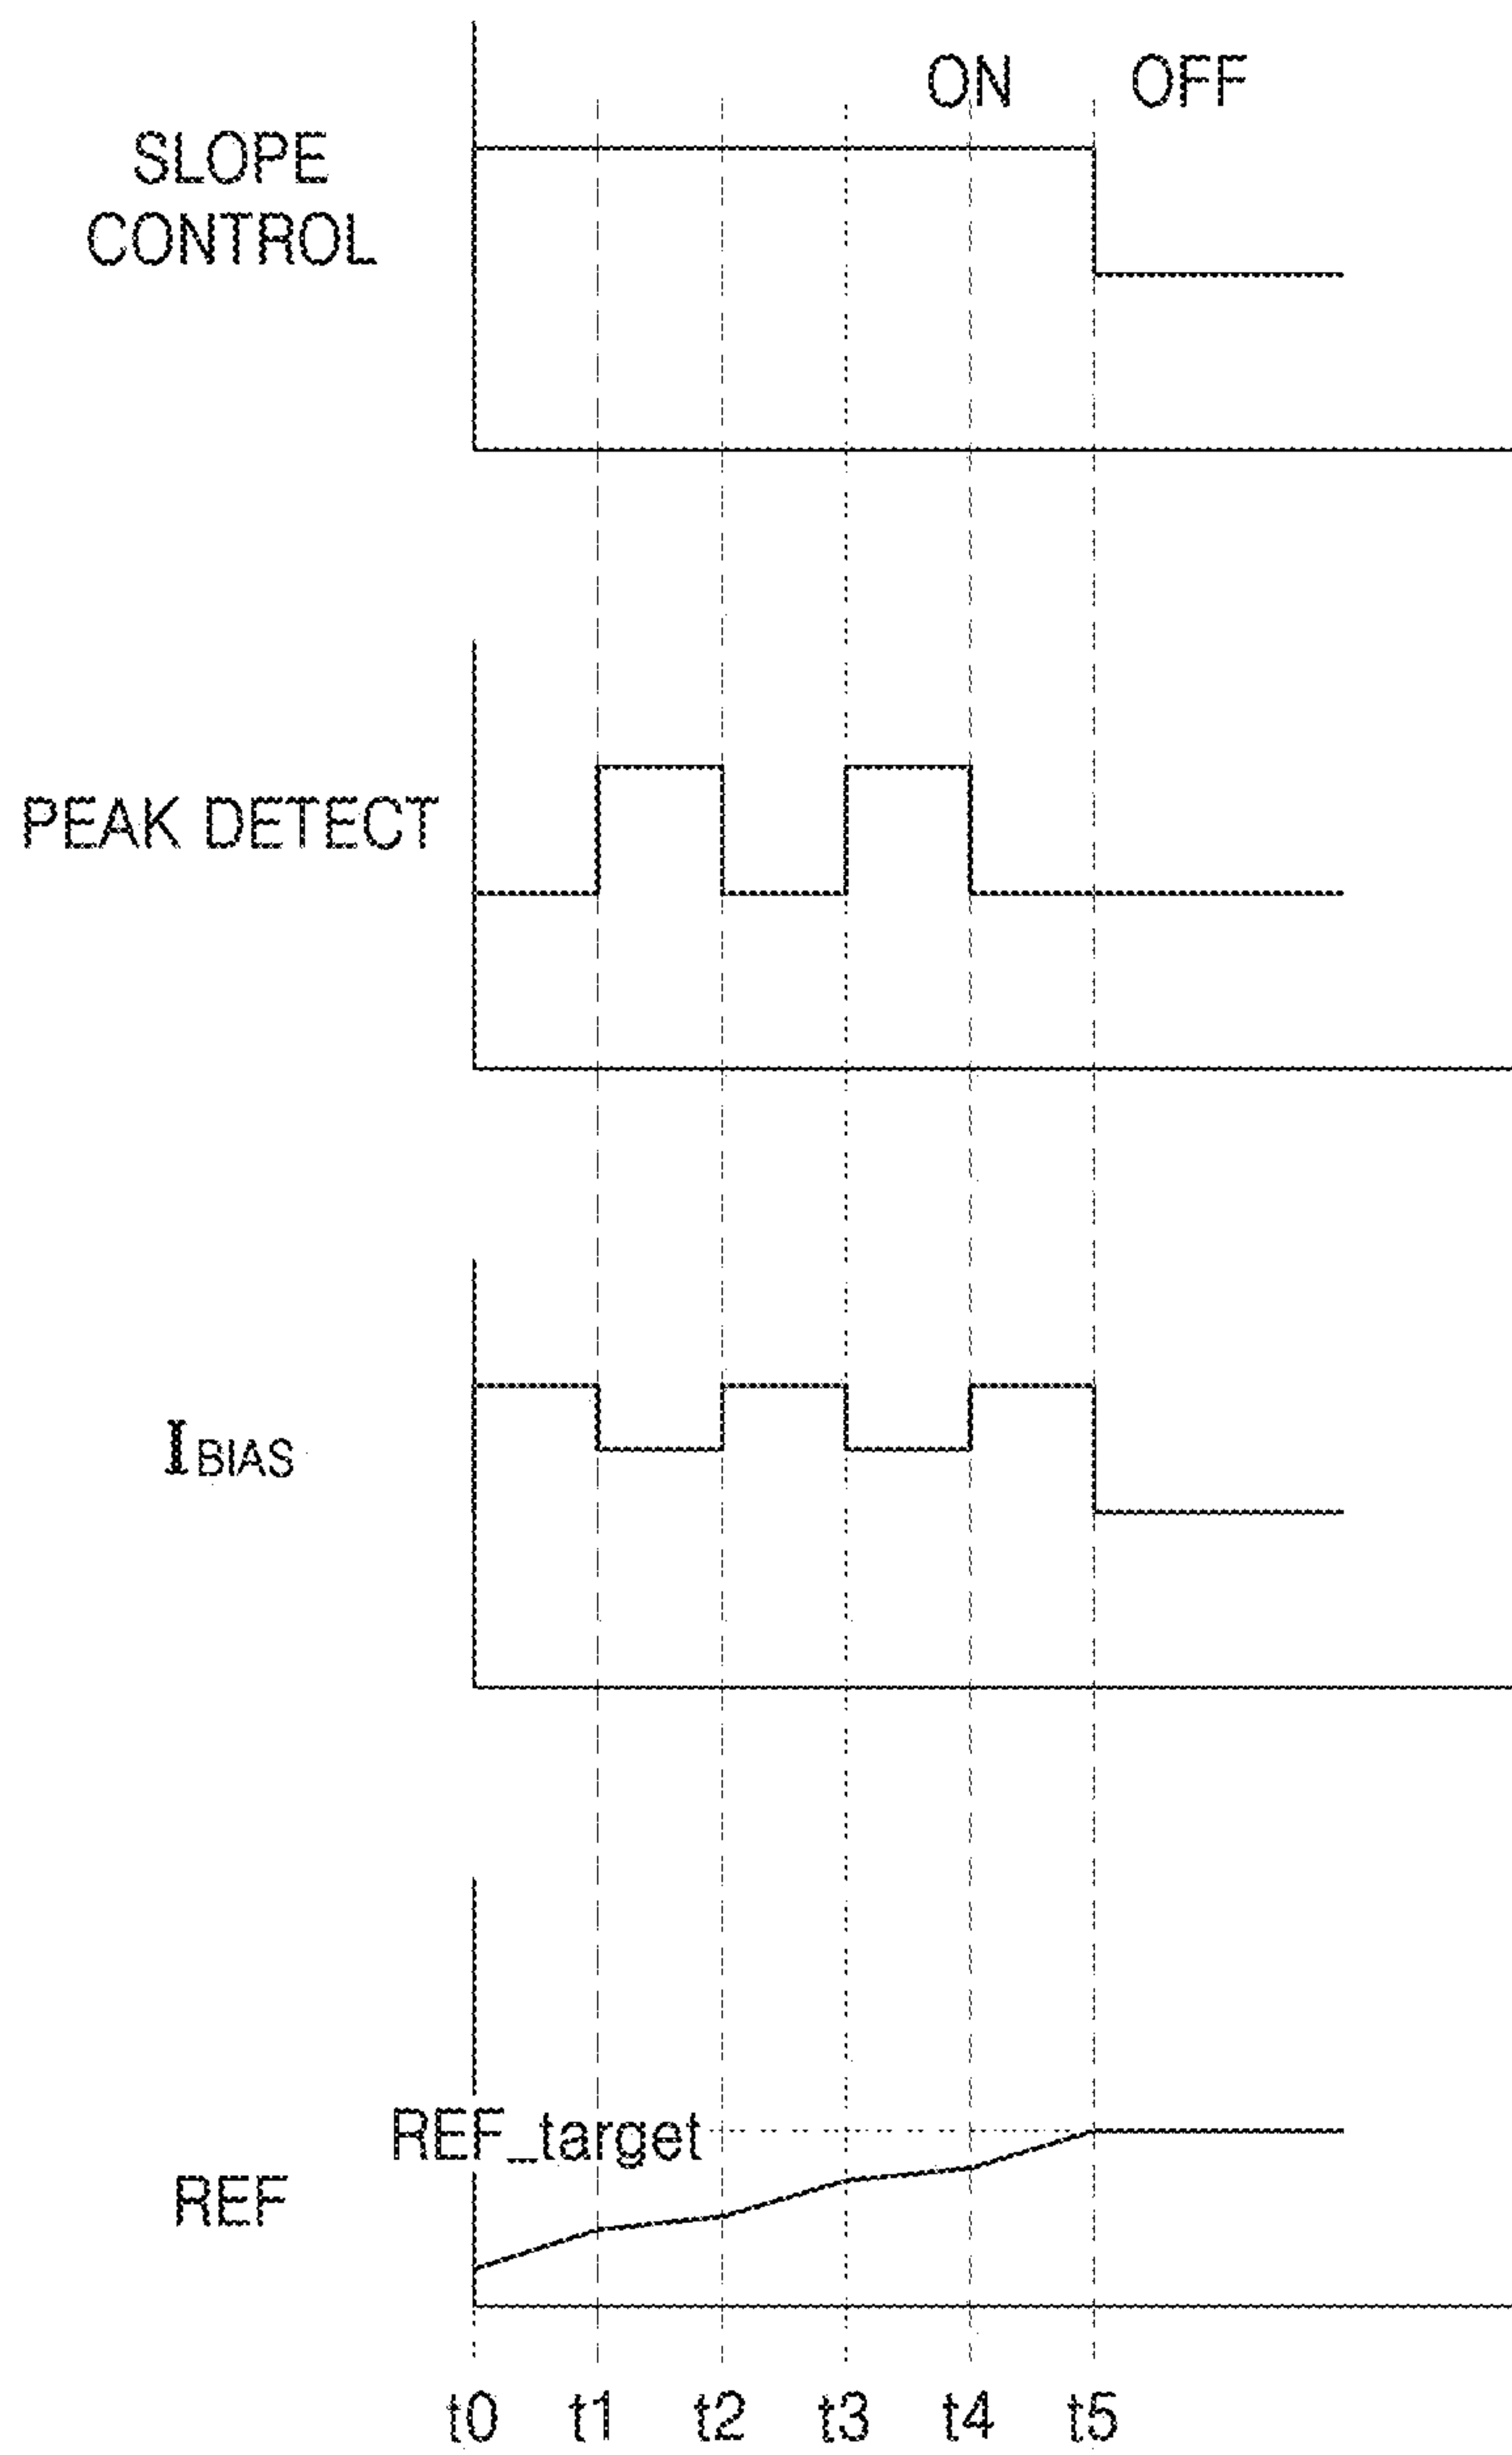 ON OFF
SLOPE
CONTROL
PEAK DETECT
IBIAS
REF_target
REF
t0 t1 t2 t3 t4 t5